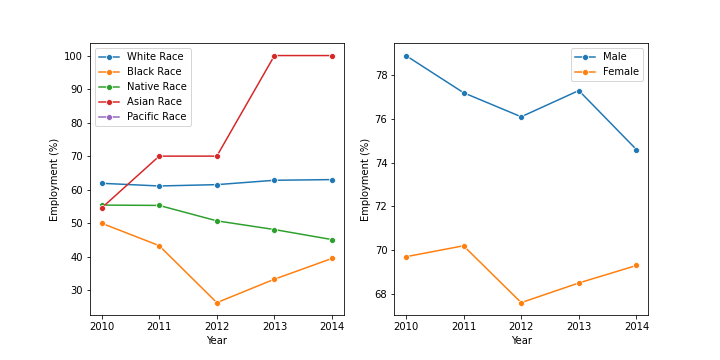 Employment (%)
100
90
80
70
60
50
40
30
White Race
Black Race
Native Race
Asian Race
Pacific Race
2010 2011 2012 2013 2014
Year
Employment (%)
78
76
74
72
70
68
Male
Female
2010 2011 2012 2013 2014
Year